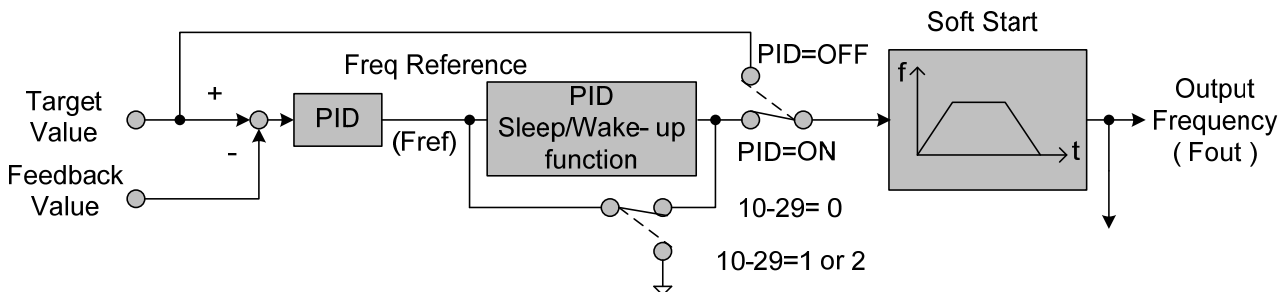 Soft Start
PID=OFF
Freq Reference
f
Target
Value
+
-
PID
(Fref)
PID
Sleep/Wake- up
function
PID=ON
t
Output
Frequency
( Fout )
Feedback
Value
10-29= 0
10-29=1 or 2